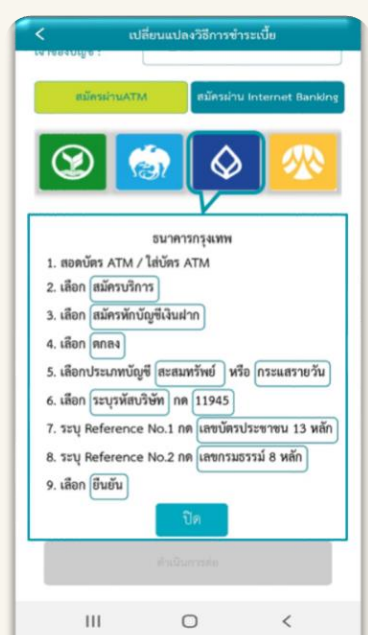 เปลี่ยนแปลงวิธีการชำระเบี้ย
สมัครผ่านATM
สมัครผ่าน Internet Banking
ธนาคารกรุงเทพ
1. สอดบัตร ATM / ใส่บัตร ATM
2. เลือก สมัครบริการ
3. เลือก สมัครหักบัญชีเงินฝาก
4. เลือก ตกลง
5. เลือกประเภทบัญชี สะสมทรัพย์ หรือ กระแสรายวัน
6. เลือก ระบุรหัสบริษัท กด 11945
7. ระบุ Reference No.1 กด เลขบัตรประชาชน 13 หลัก
8. ระบุ Reference No.2 กด เลขกรมธรรม์ 8 หลัก
9. เลือก ยืนยัน
ปิด
ดำเนินการต่อ